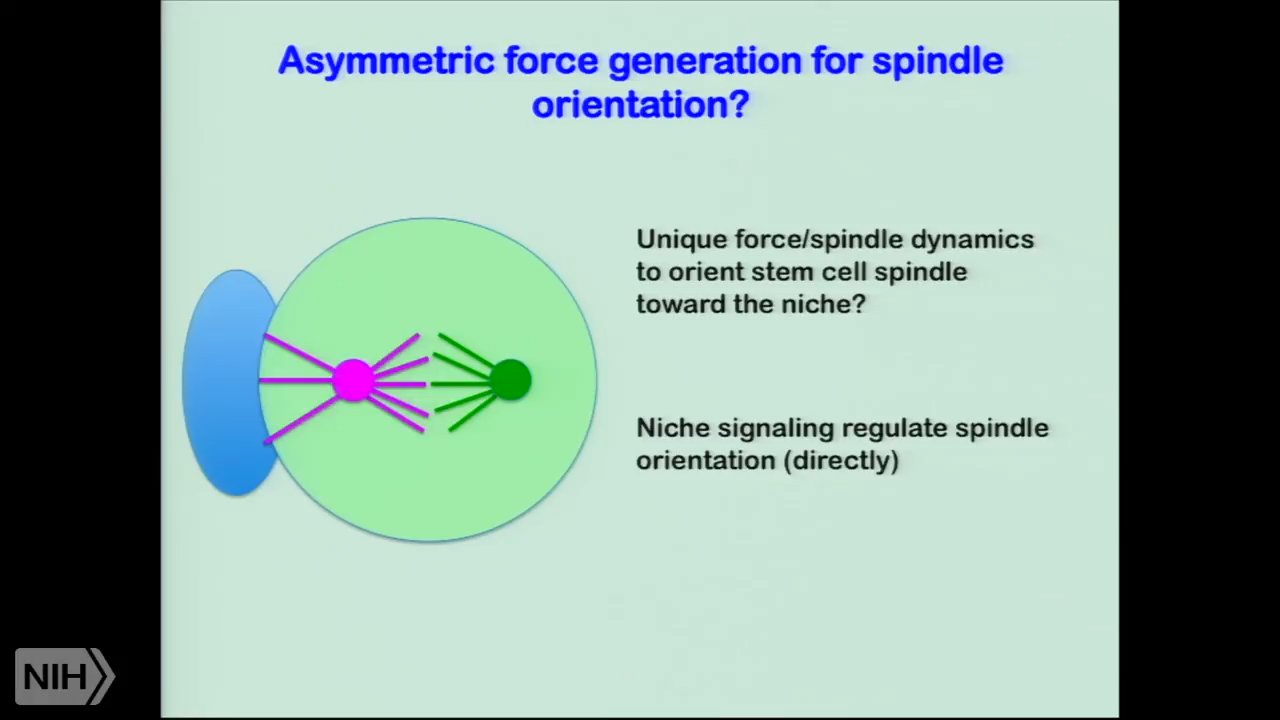 Asymmetric force generation for spindle
orientation?
Unique force/spindle dynamics
to orient stem cell spindle
toward the niche?
Niche signaling regulate spindle
orientation (directly)
NIH